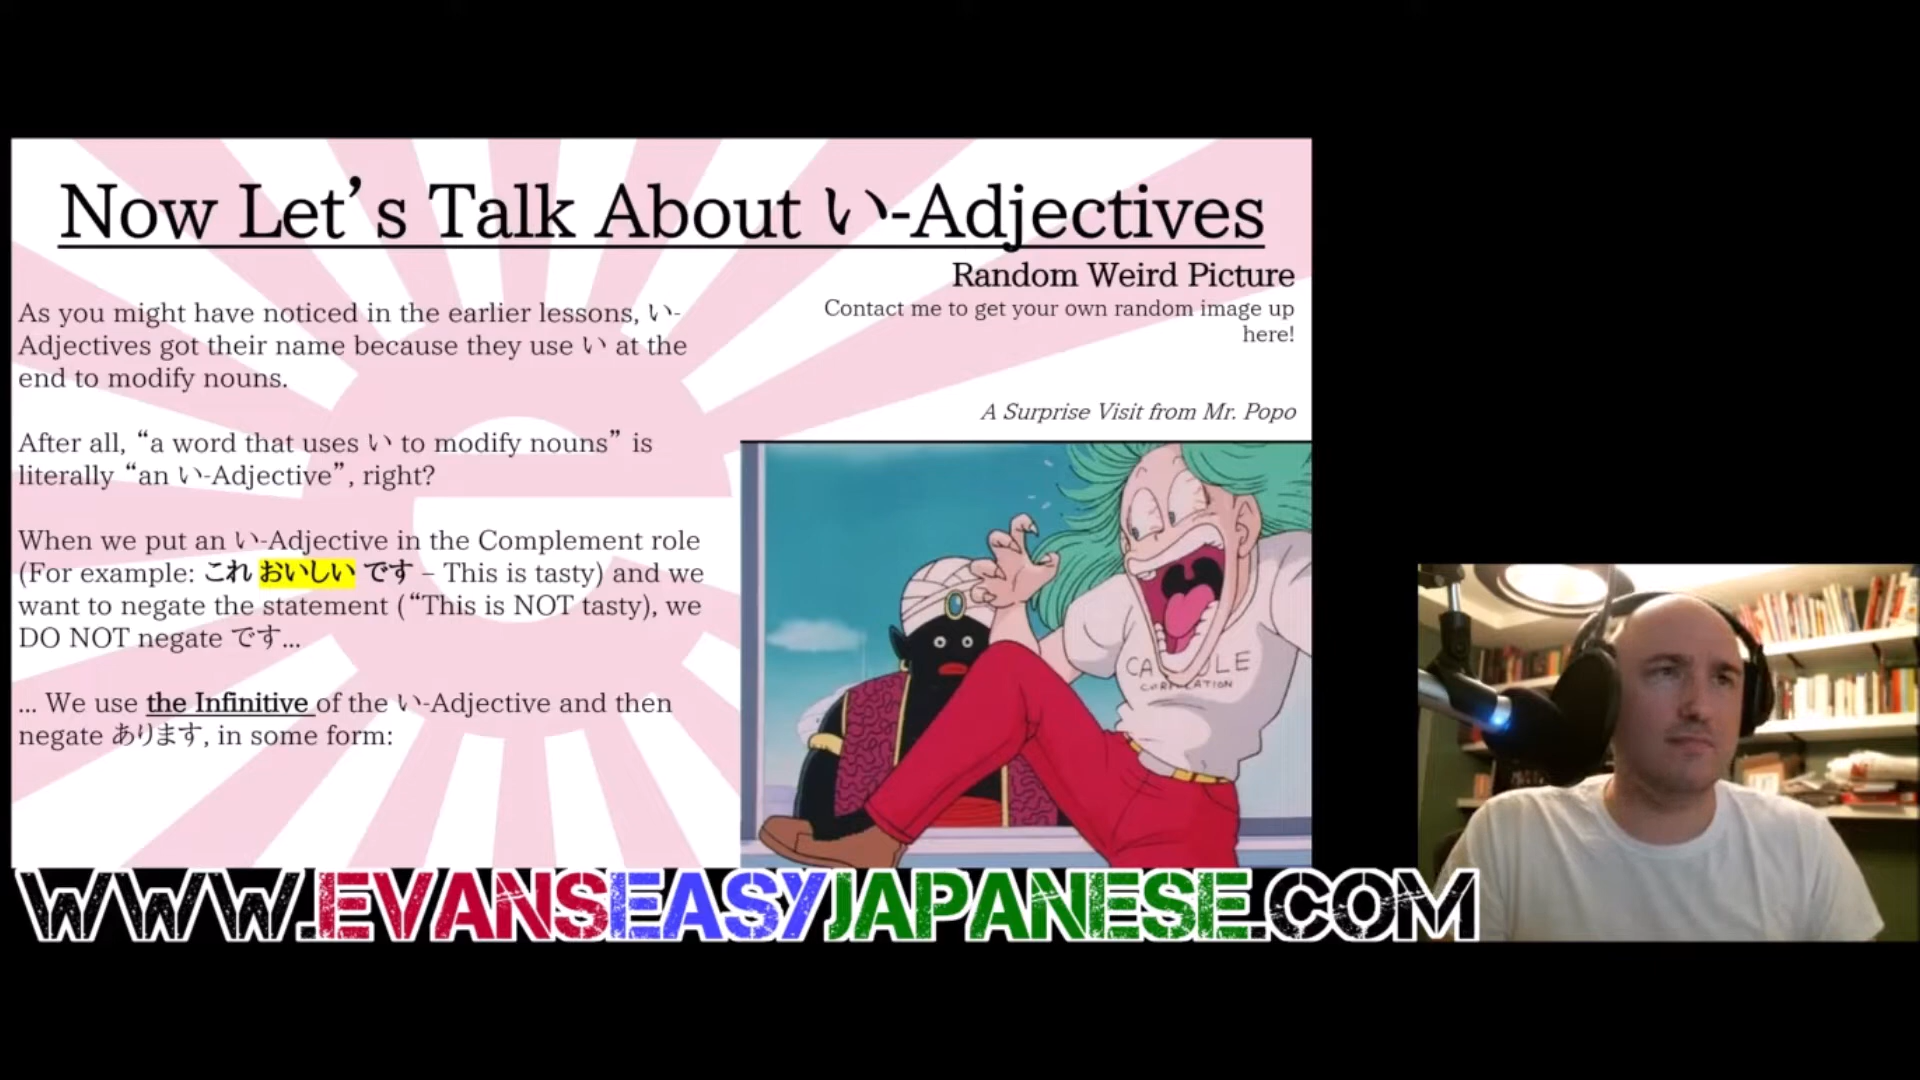 Now Let's Talk About い-Adjectives
Random Weird Picture
Contact me to get your own random image up
here!
A Surprise Visit from Mr. Popo
As you might have noticed in the earlier lessons, い-
Adjectives got their name because they use い at the
end to modify nouns.
After all, “a word that uses い to modify nouns” is
literally “an い-Adjective”, right?
When we put an い-Adjective in the Complement role
(For example: これ おいしい です – This is tasty) and we
want to negate the statement (“This is NOT tasty), we
DO NOT negate です...
... We use the Infinitive of the い-Adjective and then
negate あります, in some form:
CORPORATION
WWW.EVANSEASYJAPANESE.COM